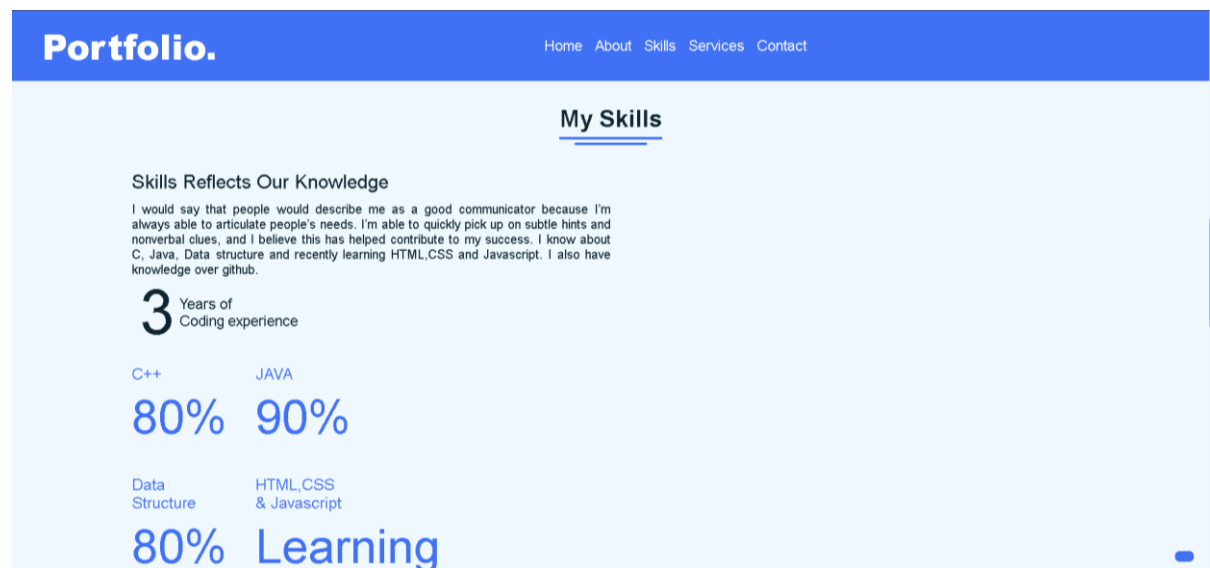 Portfolio.
Home About Skills Services Contact
My Skills
Skills Reflects Our Knowledge
I would say that people would describe me as a good communicator because I'm
always able to articulate people's needs. I'm able to quickly pick up on subtle hints and
nonverbal clues, and I believe this has helped contribute to my success. I know about
C, Java, Data structure and recently learning HTML,CSS and Javascript. I also have
knowledge over github.
3 Years of
Coding experience
C++ JAVA
80% 90%
Data HTML,CSS
Structure & Javascript
80% Learning